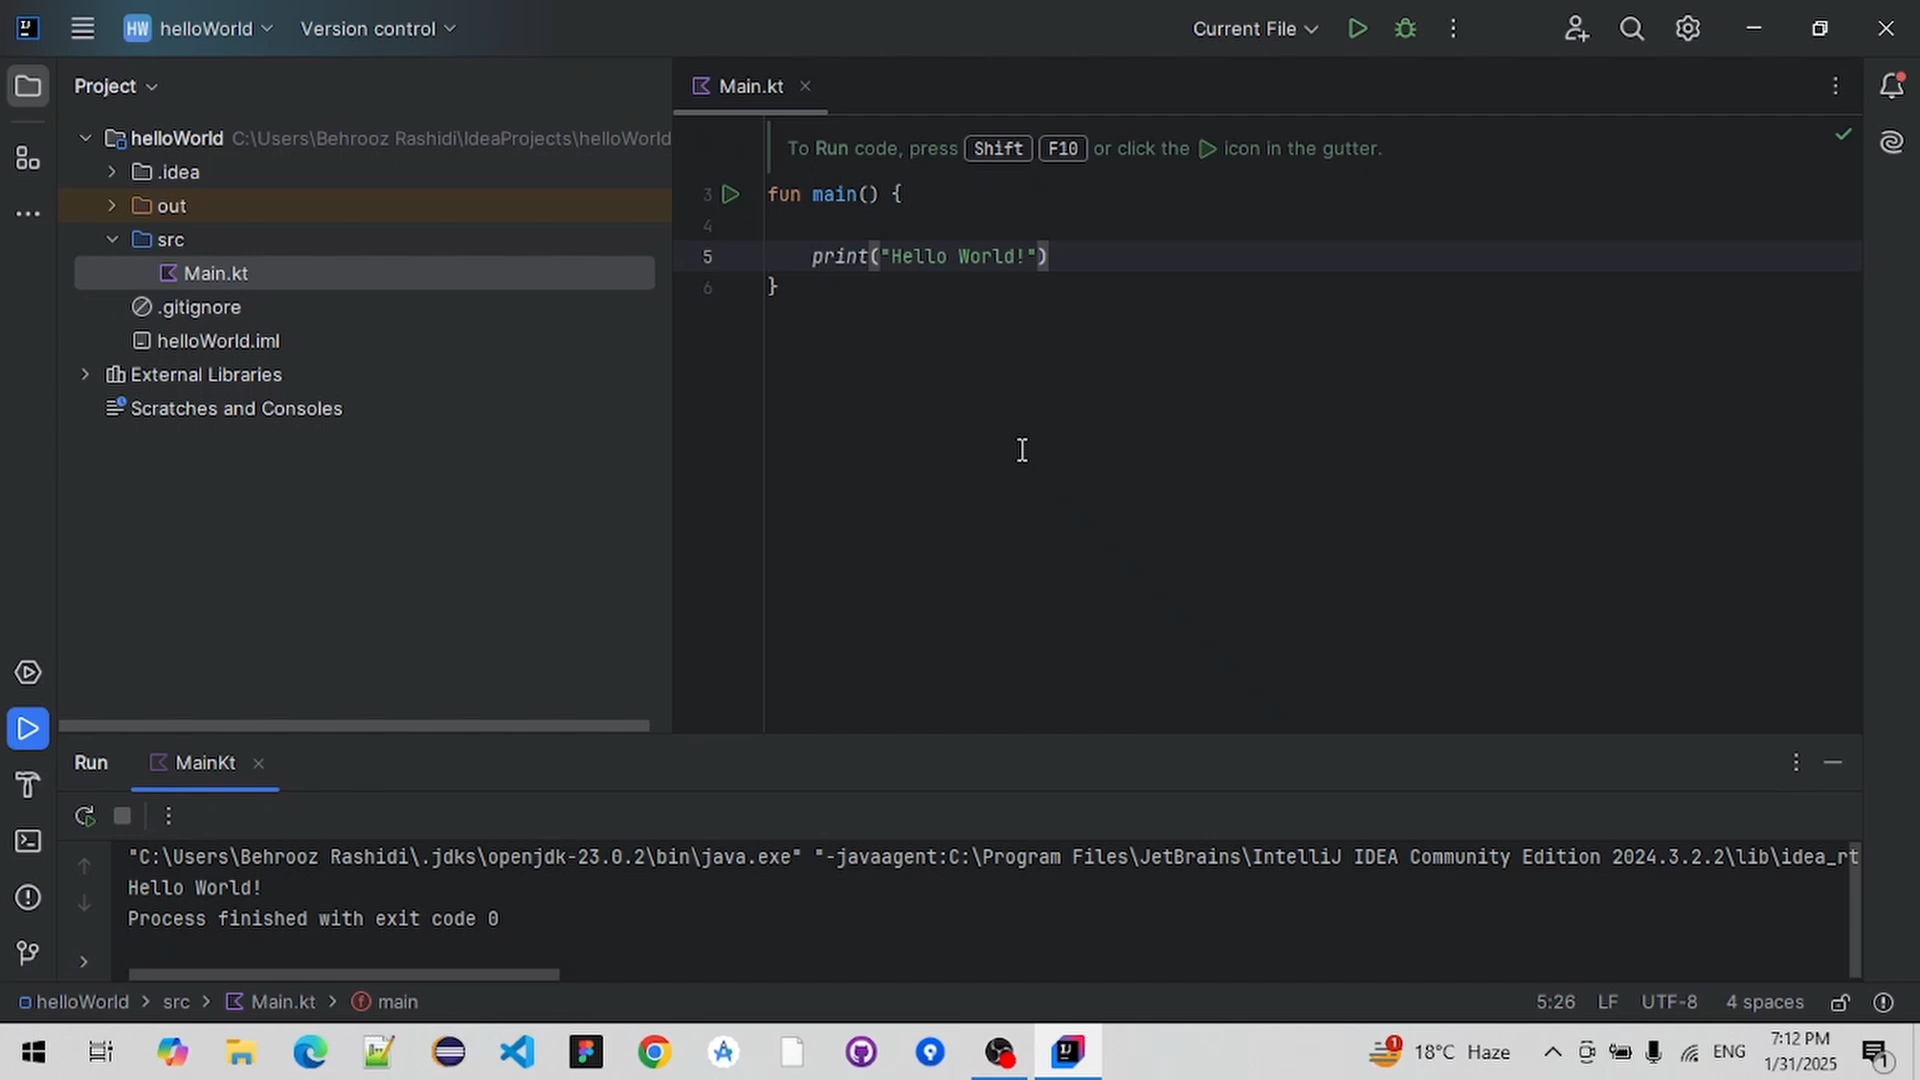 HW helloWorld Version control Current File
Project
Main.kt
helloWorld C:\Users\Behrooz Rashidi\IdeaProjects\helloWorld
.idea
out
src
Main.kt
.gitignore
helloWorld.iml
External Libraries
Scratches and Consoles
To Run code, press Shift F10 or click the icon in the gutter.
3 fun main() {
4
5 print("Hello World!")
6 }
Run MainKt
"C:\Users\Behrooz Rashidi\.jdks\openjdk-23.0.2\bin\java.exe" "-javaagent:C:\Program Files\JetBrains\IntelliJ IDEA Community Edition 2024.3.2.2\lib\idea_rt
Hello World!
Process finished with exit code 0
helloWorld > src > Main.kt > main 5:26 LF UTF-8 4 spaces
1 18°C Haze ENG 7:12 PM
1/31/2025 1